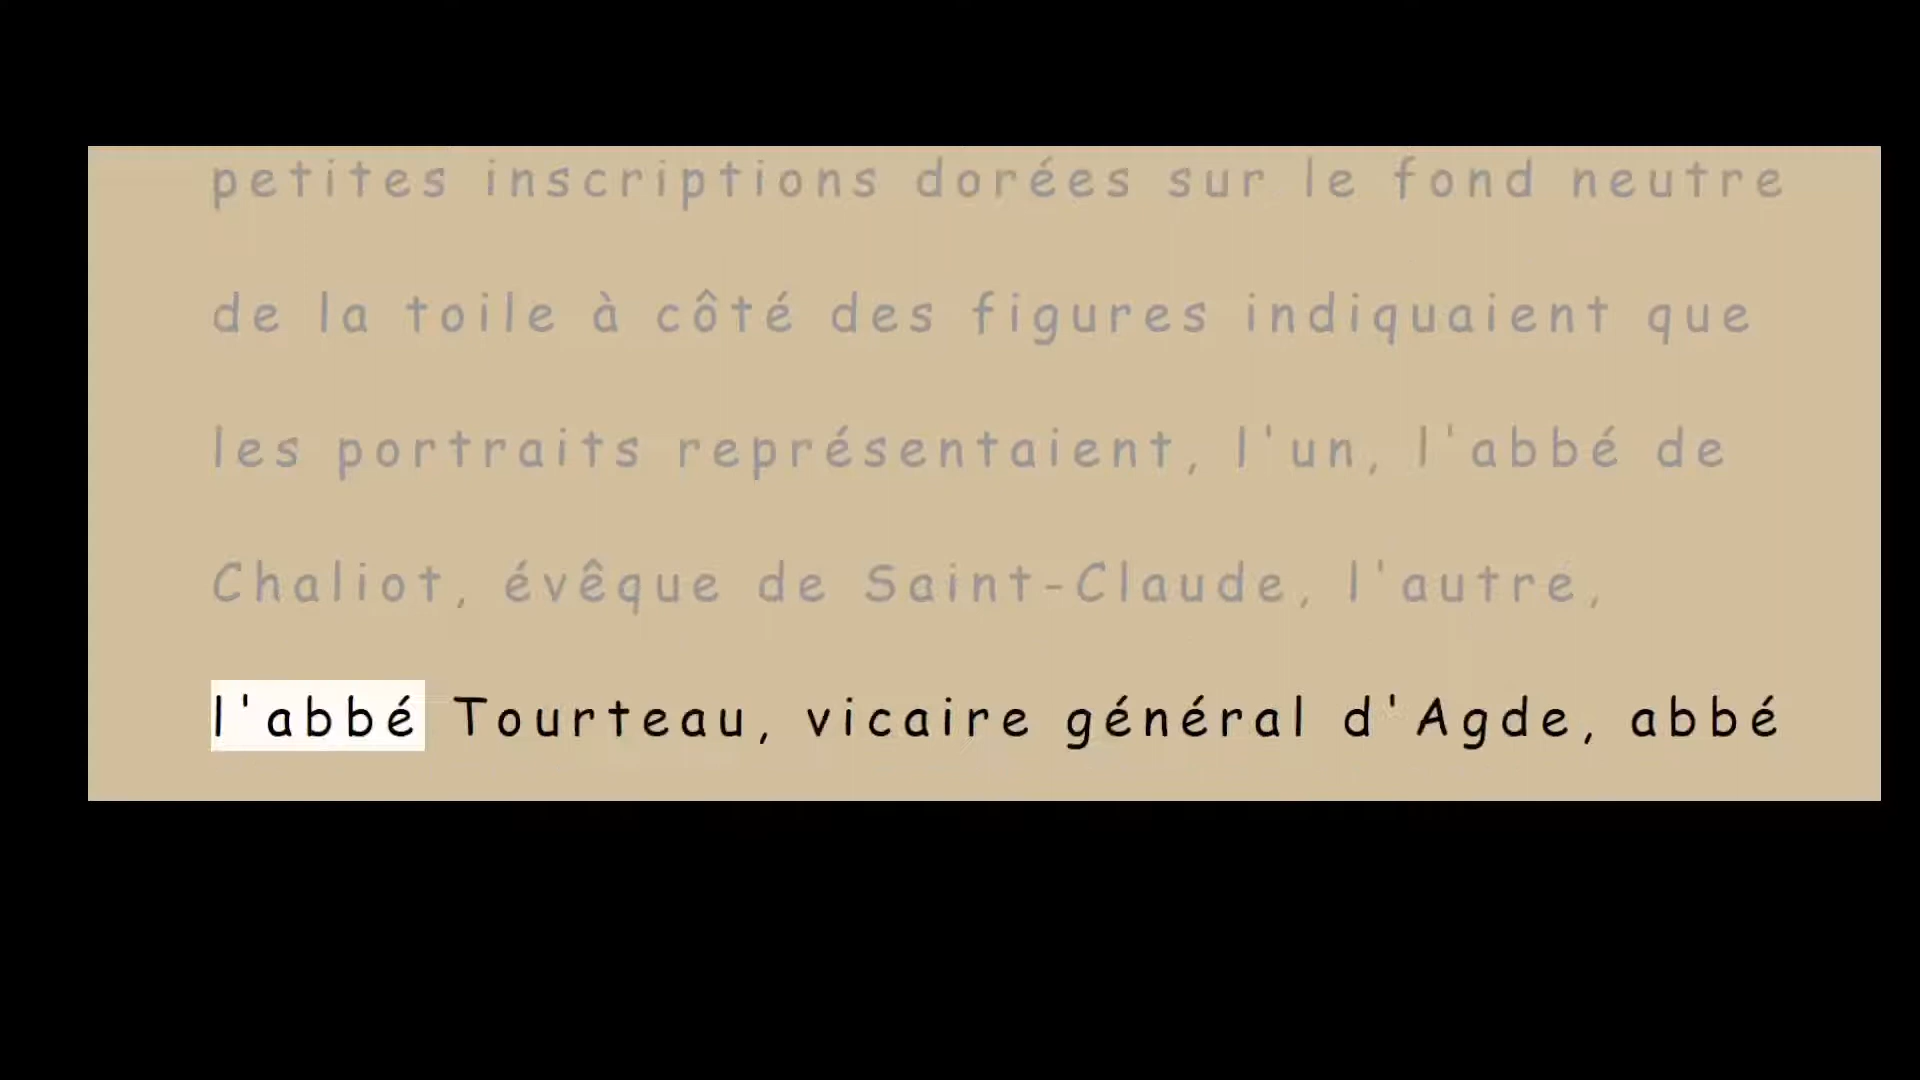 petites inscriptions dorées sur le fond neutre
de la toile à côté des figures indiquaient que
les portraits représentaient, l'un, l'abbé de
Chaliot, évêque de Saint-Claude, l'autre,
l'abbé Tourteau, vicaire général d'Agde, abbé